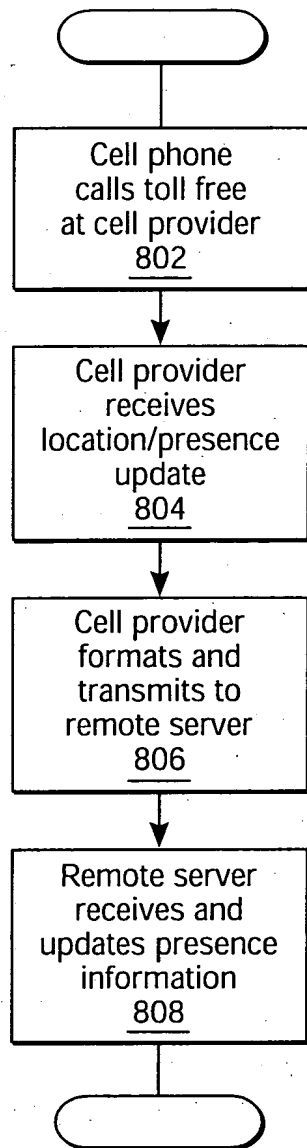 Cell phone
calls toll free
at cell provider
802
Cell provider
receives
location/presence
update
804
Cell provider
formats and
transmits to
remote server
806
Remote server
receives and
updates presence
information
808